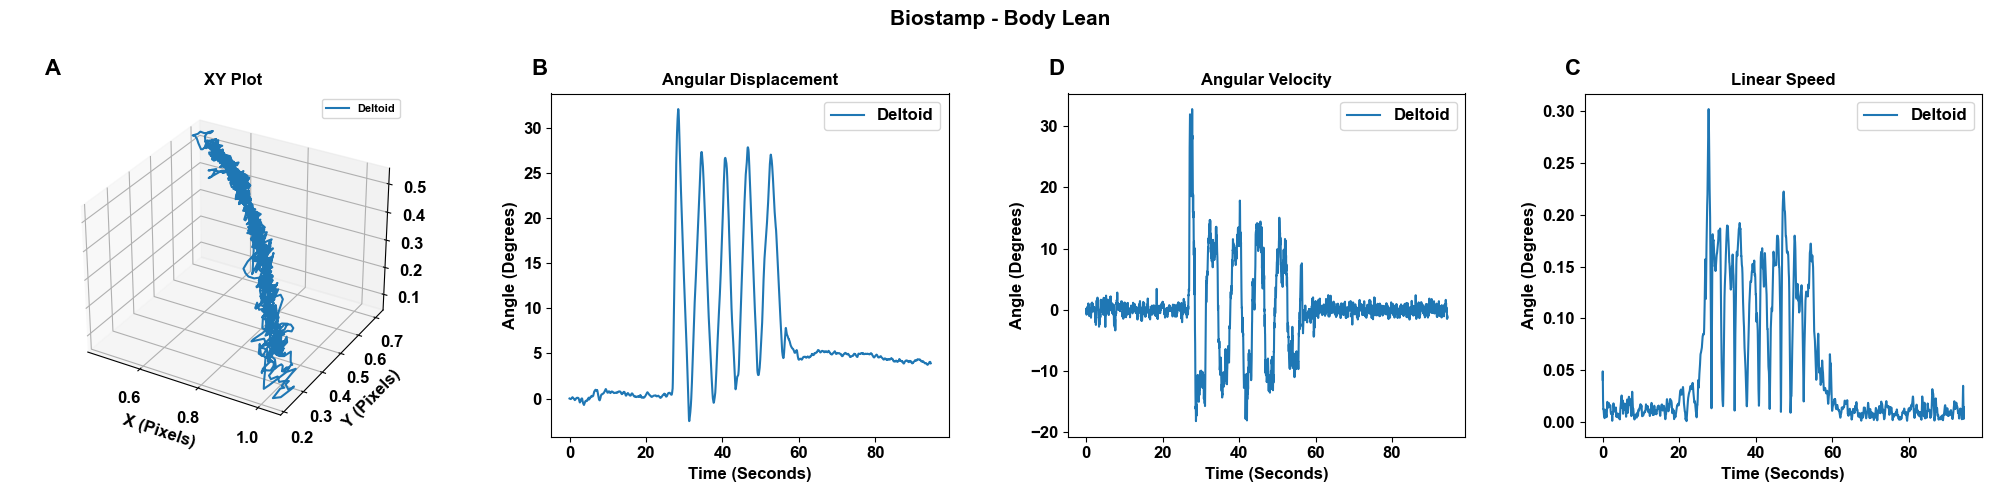 Biostamp - Body Lean
A
XY Plot
Deltoid
0.5
0.4
0.3
0.2
0.1
0.6
0.8
1.0
X (Pixels)
0.2
0.3
0.4
0.5
0.6
0.7
Y (Pixels)
B
Angular Displacement
Deltoid
Angle (Degrees)
30
25
20
15
10
5
0
0 20 40 60 80
Time (Seconds)
D
Angular Velocity
Deltoid
Angle (Degrees)
30
20
10
0
−10
−20
0 20 40 60 80
Time (Seconds)
C
Linear Speed
Deltoid
Angle (Degrees)
0.30
0.25
0.20
0.15
0.10
0.05
0.00
0 20 40 60 80
Time (Seconds)